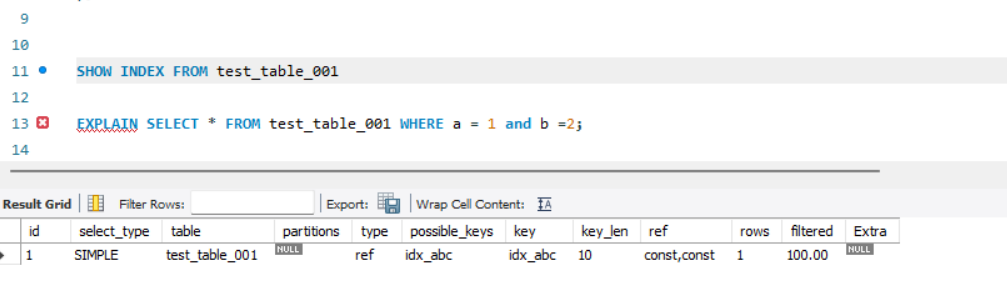 9
10
11 SHOW INDEX FROM test_table_001
12
13 EXPLAIN SELECT * FROM test_table_001 WHERE a = 1 and b =2;
14
Result Grid Filter Rows: Export: Wrap Cell Content: IA
id select_type table partitions type possible_keys key key_len ref rows filtered Extra
1 SIMPLE test_table_001 NULL ref idx_abc idx_abc 10 const,const 1 100.00 NULL